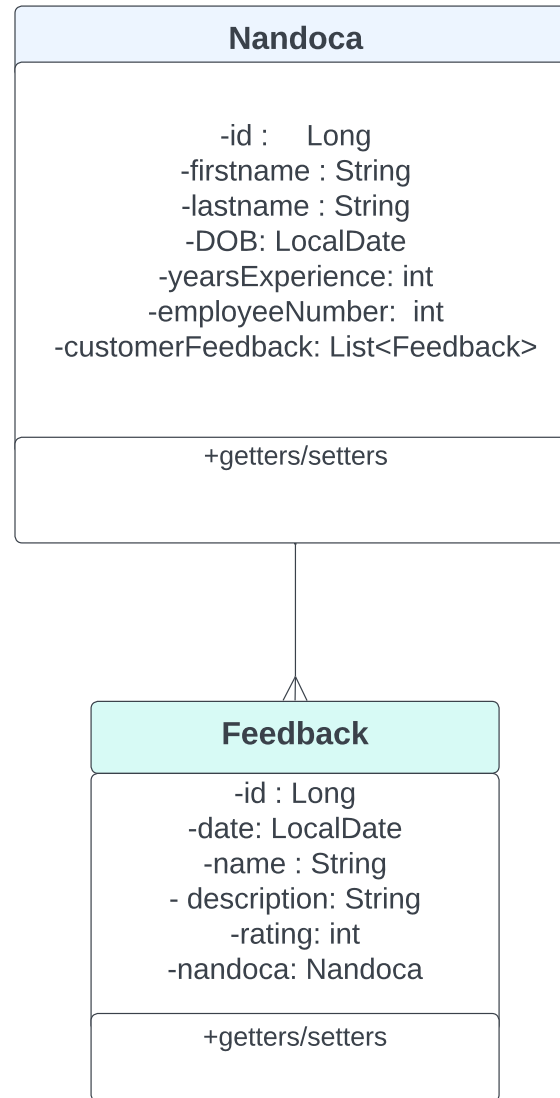 Nandoca
-id :     Long
-firstname : String
-lastname : String
-DOB: LocalDate
-yearsExperience: int
-employeeNumber:  int
-customerFeedback: List<Feedback>
+getters/setters
Feedback
-id : Long
-date: LocalDate
-name : String
- description: String
-rating: int
-nandoca: Nandoca
+getters/setters